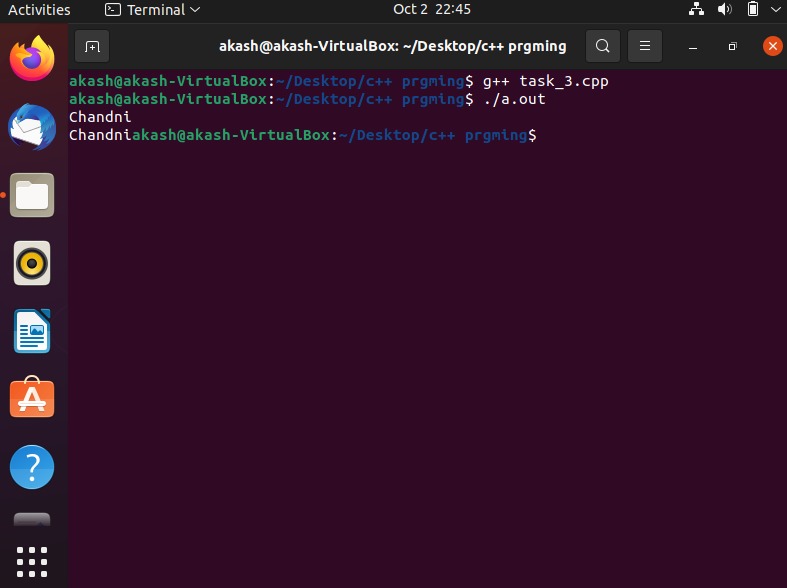 Activities Terminal Oct 2 22:45
akash@akash-VirtualBox: ~/Desktop/c++ prgming
akash@akash-VirtualBox:~/Desktop/c++ prgming$ g++ task_3.cpp
akash@akash-VirtualBox:~/Desktop/c++ prgming$ ./a.out
Chandni
Chandniakash@akash-VirtualBox:~/Desktop/c++ prgming$